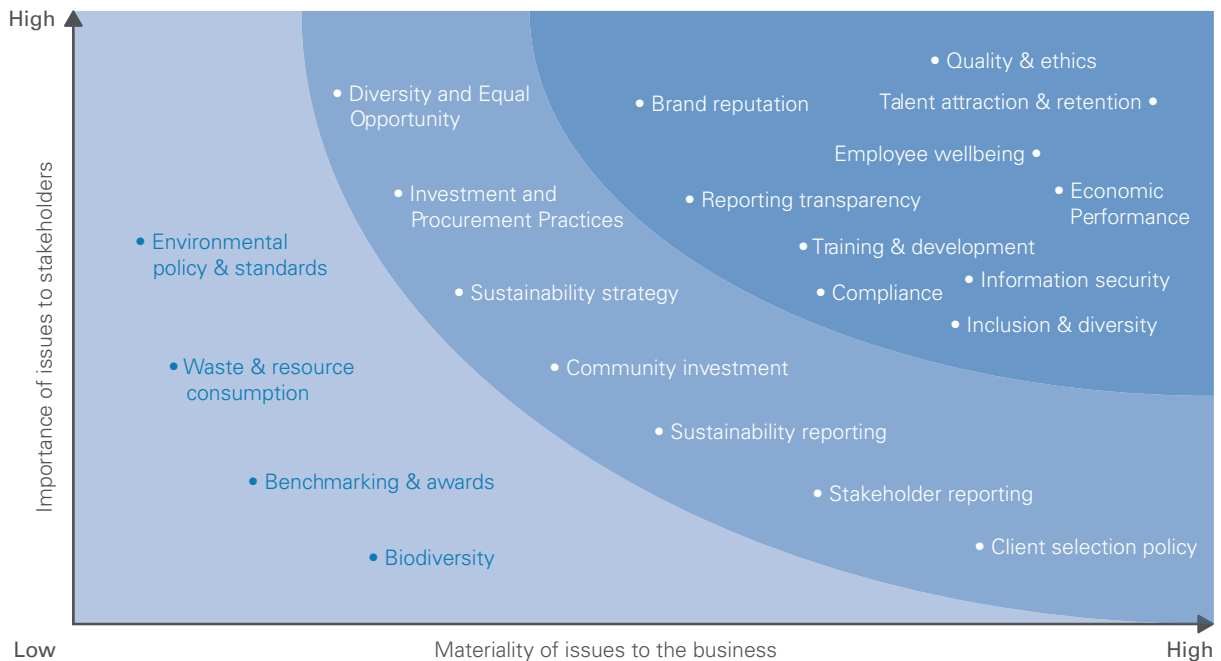 High
Quality & ethics
Diversity and Equal
Opportunity
Brand reputation
Talent attraction & retention
Employee wellbeing
Investment and
Procurement Practices
Reporting transparency
Economic
Performance
Environmental
policy & standards
Training & development
Sustainability strategy
Compliance
Information security
Inclusion & diversity
Waste & resource
consumption
Community investment
Sustainability reporting
Benchmarking & awards
Stakeholder reporting
Biodiversity
Client selection policy
Importance of issues to stakeholders
Low
Materiality of issues to the business
High